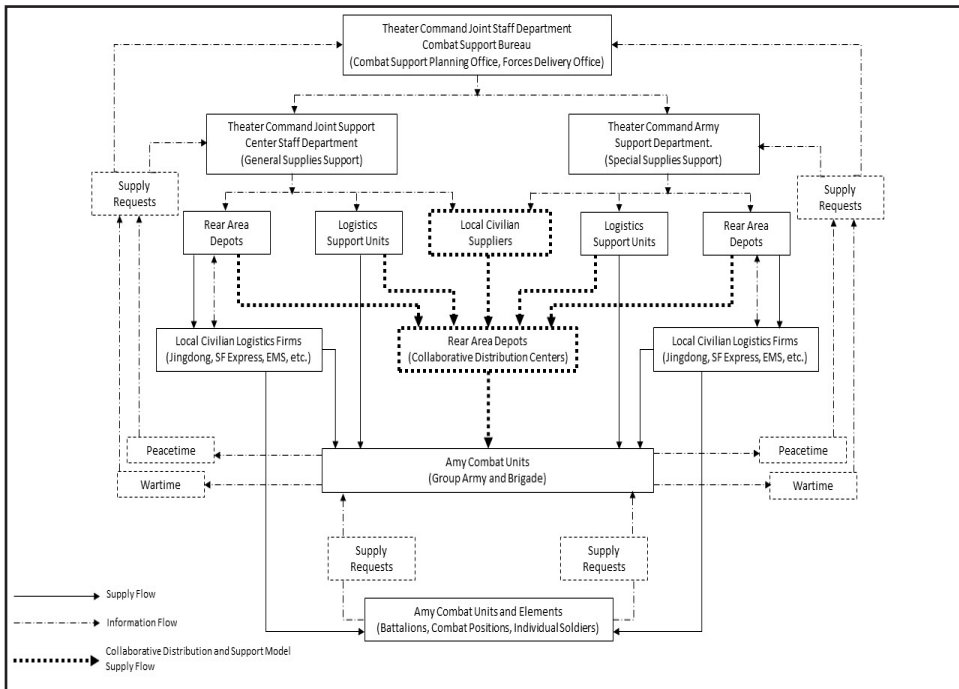 Theater Command Joint Staff Department
Combat Support Bureau
(Combat Support Planning Office, Forces Delivery Office)
Theater Command Joint Support
Center Staff Department
(General Supplies Support)
Theater Command Army
Support Department.
(Special Supplies Support)
Supply
Requests
Supply
Requests
Rear Area
Depots
Logistics
Support Units
Local Civilian
Suppliers
Logistics
Support Units
Rear Area
Depots
Local Civilian Logistics Firms
(Jingdong, SF Express, EMS, etc.)
Rear Area Depots
(Collaborative Distribution Centers)
Local Civilian Logistics Firms
(Jingdong, SF Express, EMS, etc.)
Peacetime
Wartime
Amy Combat Units
(Group Army and Brigade)
Peacetime
Wartime
Supply
Requests
Supply
Requests
Amy Combat Units and Elements
(Battalions, Combat Positions, Individual Soldiers)
Supply Flow
Information Flow
Collaborative Distribution and Support Model
Supply Flow